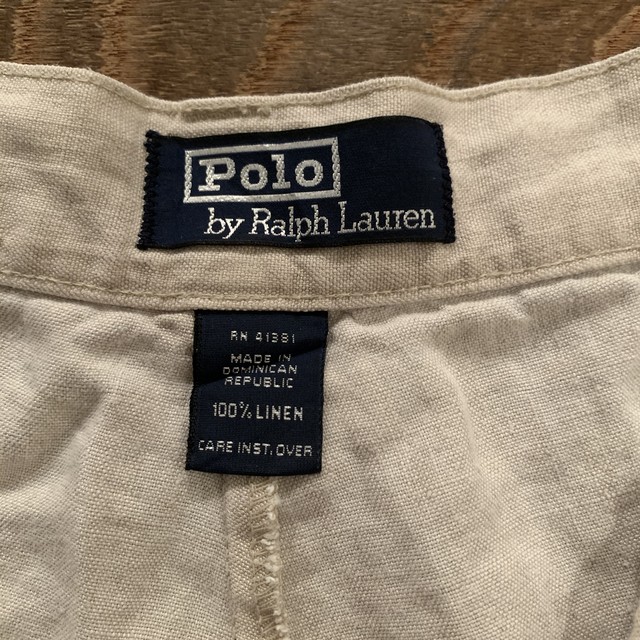 Polo
by Ralph Lauren
RN 41381
MADE IN
DOMINICAN
REPUBLIC
100% LINEN
CARE INST. OVER